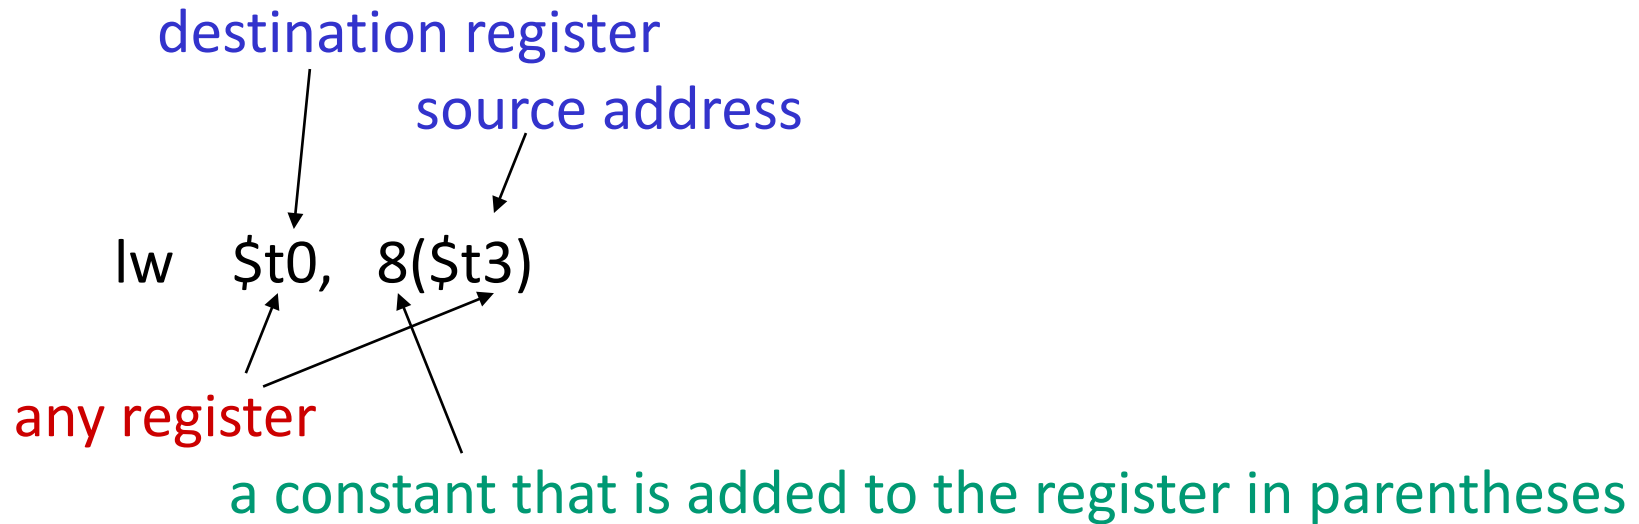 destination register
source address
lw $t0, 8($t3)
any register
a constant that is added to the register in parentheses